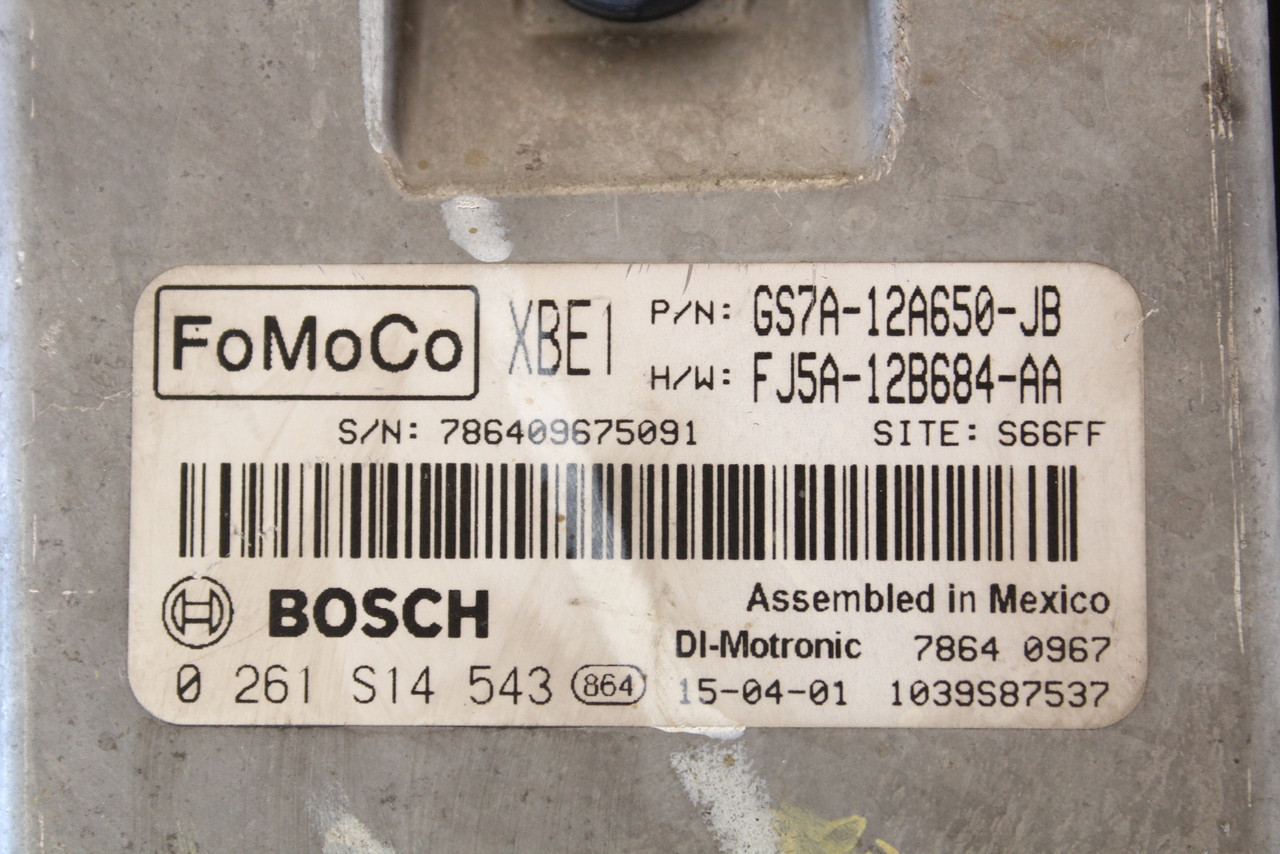 FoMoCo XBE1 P/N: GS7A-12A650-JB
H/W: FJ5A-12B684-AA
S/N: 786409675091 SITE: S66FF
BOSCH Assembled in Mexico
DI-Motronic 7864 0967
0 261 S14 543 864 15-04-01 1039S87537